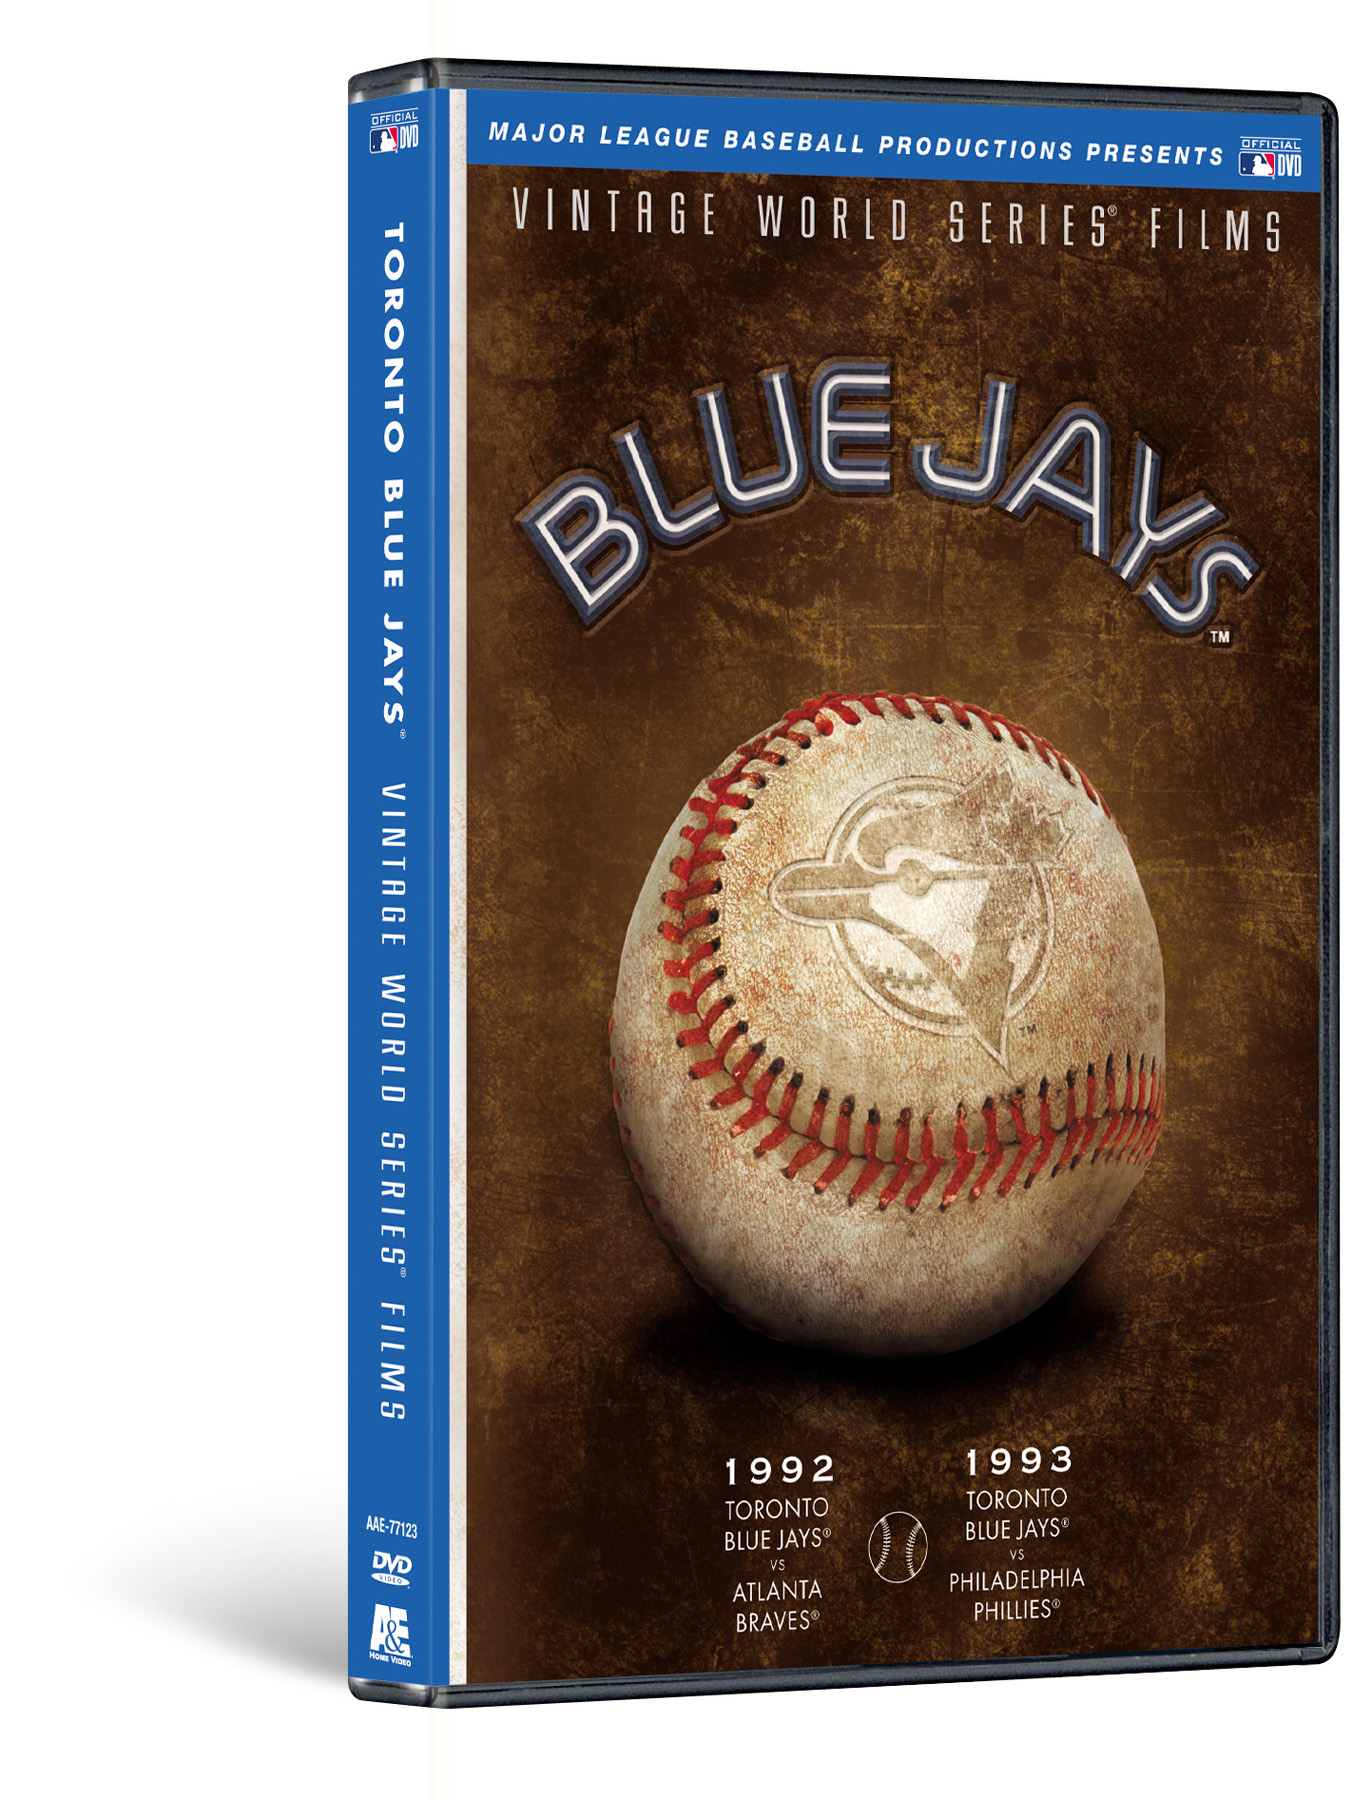 OFFICIAL
DVD
TORONTO BLUE JAYS® VINTAGE WORLD SERIES® FILMS
AAE-77123
DVD
VIDEO
A&E
HOME VIDEO
MAJOR LEAGUE BASEBALL PRODUCTIONS PRESENTS
OFFICIAL
DVD
VINTAGE WORLD SERIES® FILMS
BLUE JAYS
TM
TM
1992
TORONTO
BLUE JAYS®
VS
ATLANTA
BRAVES®
1993
TORONTO
BLUE JAYS®
VS
PHILADELPHIA
PHILLIES®